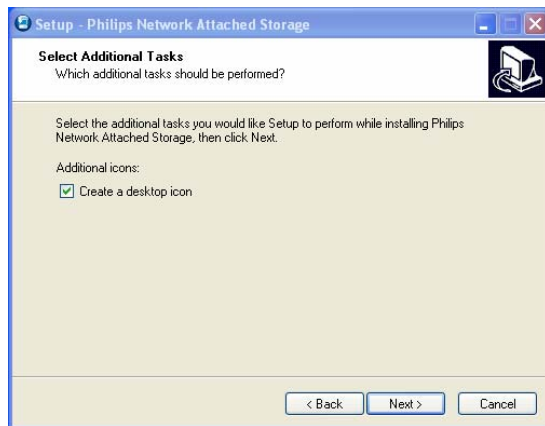 Setup - Philips Network Attached Storage
Select Additional Tasks
Which additional tasks should be performed?
Select the additional tasks you would like Setup to perform while installing Philips
Network Attached Storage, then click Next.
Additional icons:
Create a desktop icon
< Back Next > Cancel